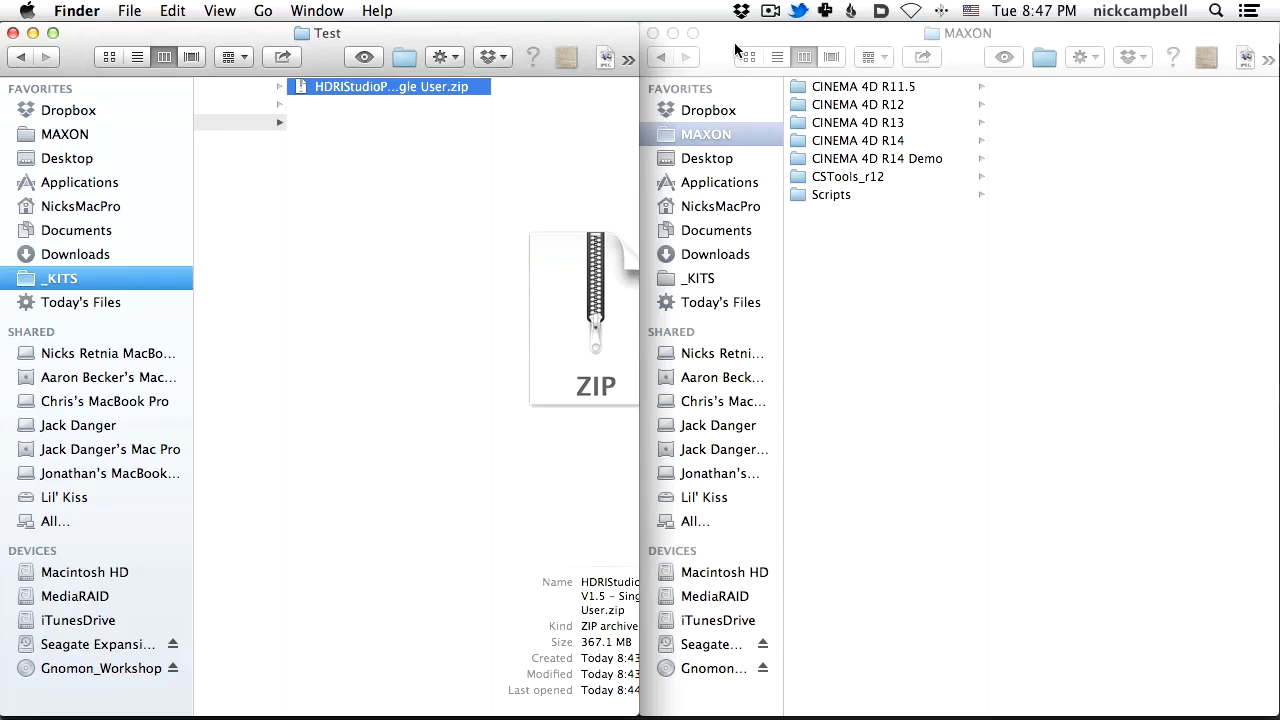 Finder File Edit View Go Window Help Tue 8:47 PM nickcampbell
Test
JPEG
FAVORITES
Dropbox
MAXON
Desktop
Applications
NicksMacPro
Documents
Downloads
_KITS
Today's Files
SHARED
Nicks Retnia MacBo...
Aaron Becker's Mac...
Chris's MacBook Pro
Jack Danger
Jack Danger's Mac Pro
Jonathan's MacBook...
Lil' Kiss
All...
DEVICES
Macintosh HD
MediaRAID
iTunesDrive
Seagate Expansi...
Gnomon_Workshop
HDRIStudioP...gle User.zip
ZIP
Name HDRIStudio
V1.5 – Sing
User.zip
Kind ZIP archive
Size 367.1 MB
Created Today 8:43
Modified Today 8:43
Last opened Today 8:44
MAXON
JPEG
FAVORITES
Dropbox
MAXON
Desktop
Applications
NicksMacPro
Documents
Downloads
_KITS
Today's Files
SHARED
Nicks Retni...
Aaron Beck...
Chris's Mac...
Jack Danger
Jack Danger...
Jonathan's...
Lil' Kiss
All...
DEVICES
Macintosh HD
MediaRAID
iTunesDrive
Seagate...
Gnomon...
CINEMA 4D R11.5
CINEMA 4D R12
CINEMA 4D R13
CINEMA 4D R14
CINEMA 4D R14 Demo
CSTools_r12
Scripts